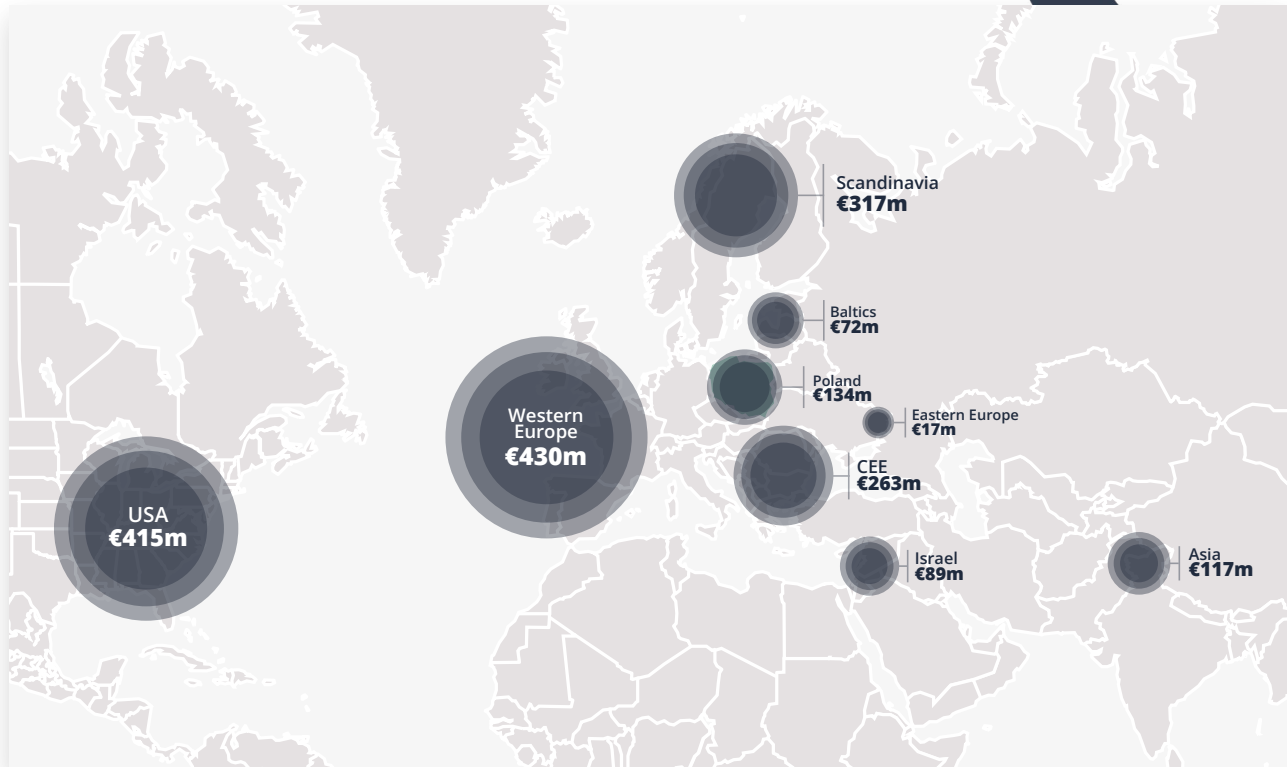 Scandinavia
€317m
Baltics
€72m
Poland
€134m
Eastern Europe
€17m
Western
Europe
€430m
CEE
€263m
USA
€415m
Israel
€89m
Asia
€117m